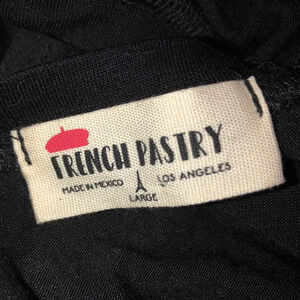 FRENCH PASTRY
MADE IN MEXICO LOS ANGELES
LARGE